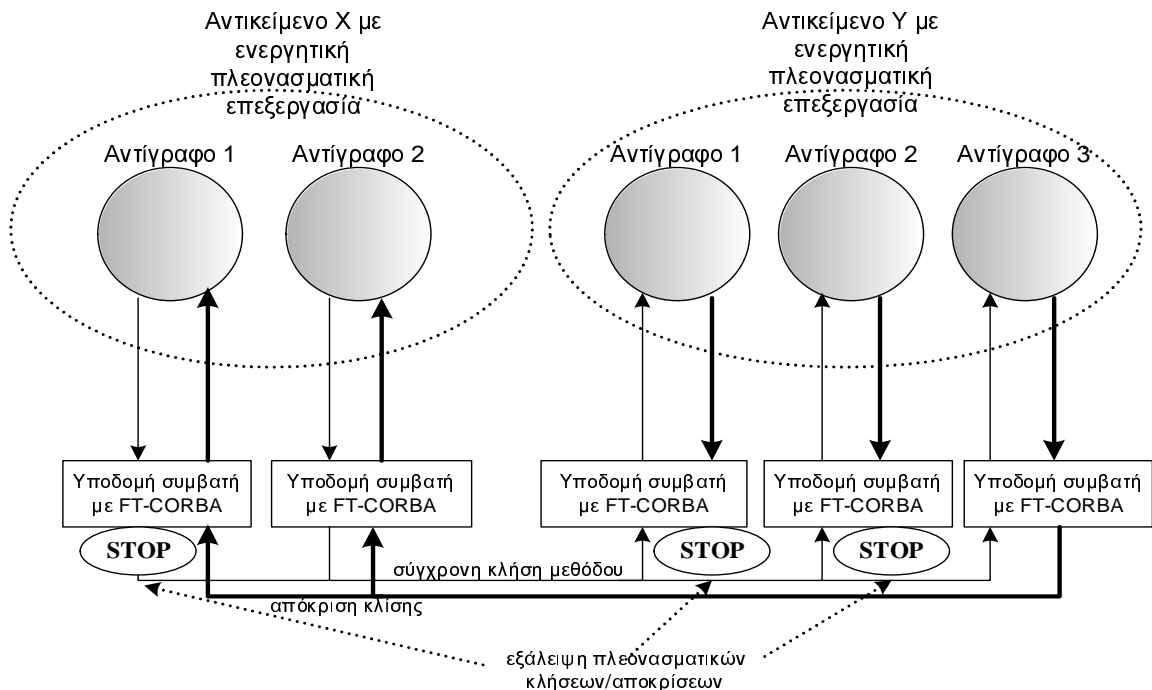 Αντικείμενο Χ με
ενεργητική
πλεονασματική
επεξεργασία
Αντικείμενο Υ με
ενεργητική
πλεονασματική
επεξεργασία
Αντίγραφο 1
Αντίγραφο 2
Αντίγραφο 1
Αντίγραφο 2
Αντίγραφο 3
Υποδομή συμβατή
με FT-CORBA
Υποδομή συμβατή
με FT-CORBA
Υποδομή συμβατή
με FT-CORBA
Υποδομή συμβατή
με FT-CORBA
Υποδομή συμβατή
με FT-CORBA
STOP
STOP
STOP
σύγχρονη κλήση μεθόδου
απόκριση κλίσης
εξάλειψη πλεονασματικών
κλήσεων/αποκρίσεων